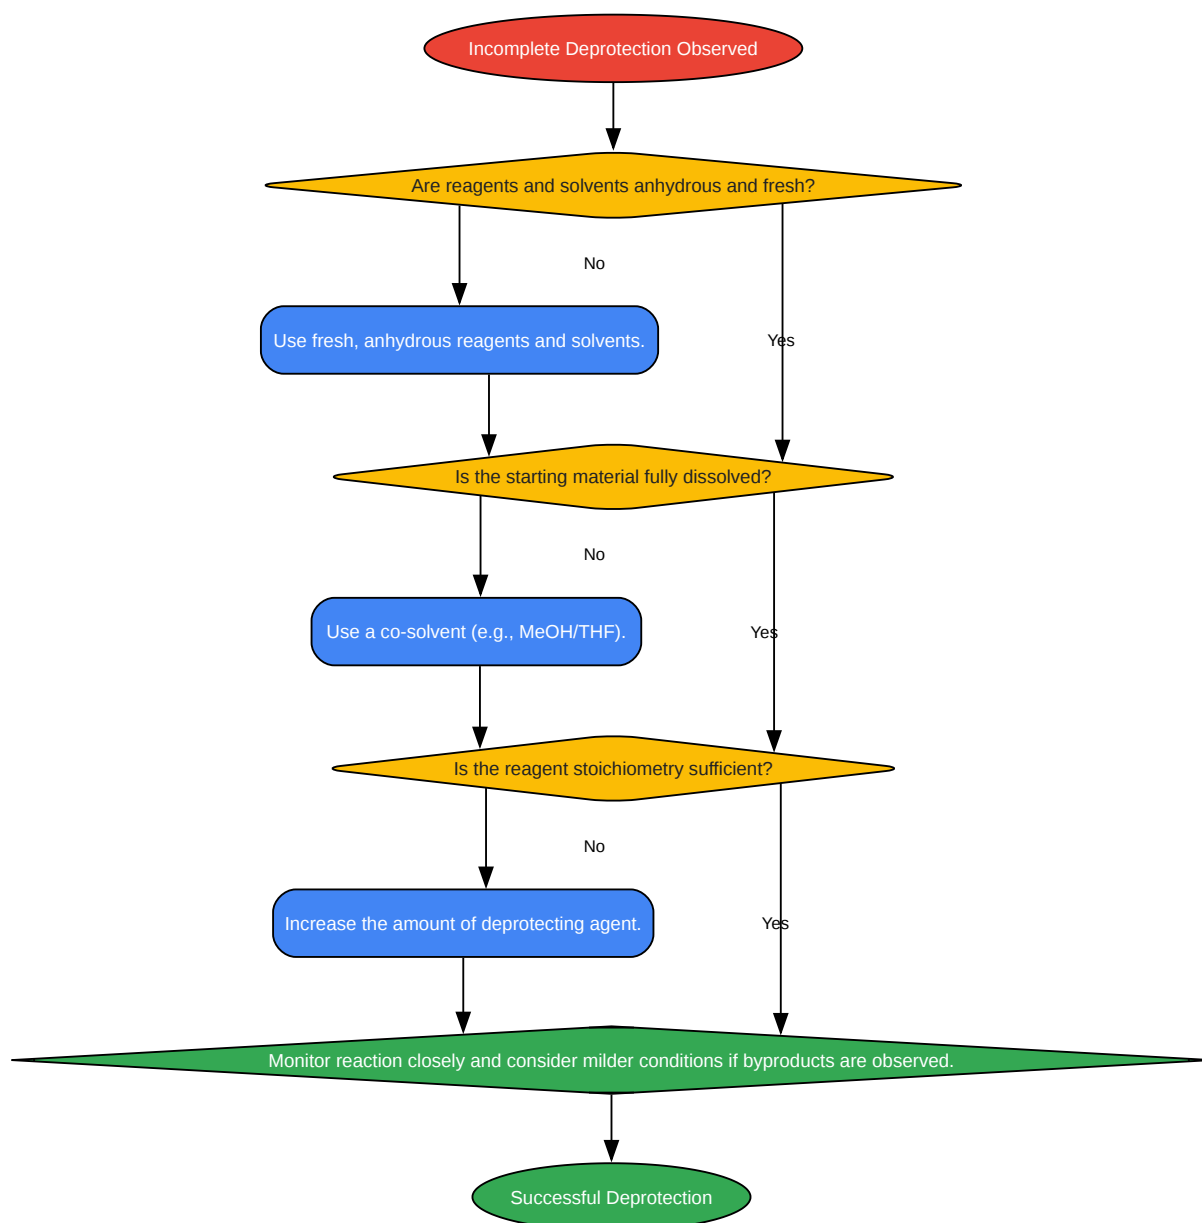 Incomplete Deprotection Observed
Are reagents and solvents anhydrous and fresh?
No
Use fresh, anhydrous reagents and solvents.
Yes
Is the starting material fully dissolved?
No
Use a co-solvent (e.g., MeOH/THF).
Yes
Is the reagent stoichiometry sufficient?
No
Increase the amount of deprotecting agent.
Yes
Monitor reaction closely and consider milder conditions if byproducts are observed.
Successful Deprotection